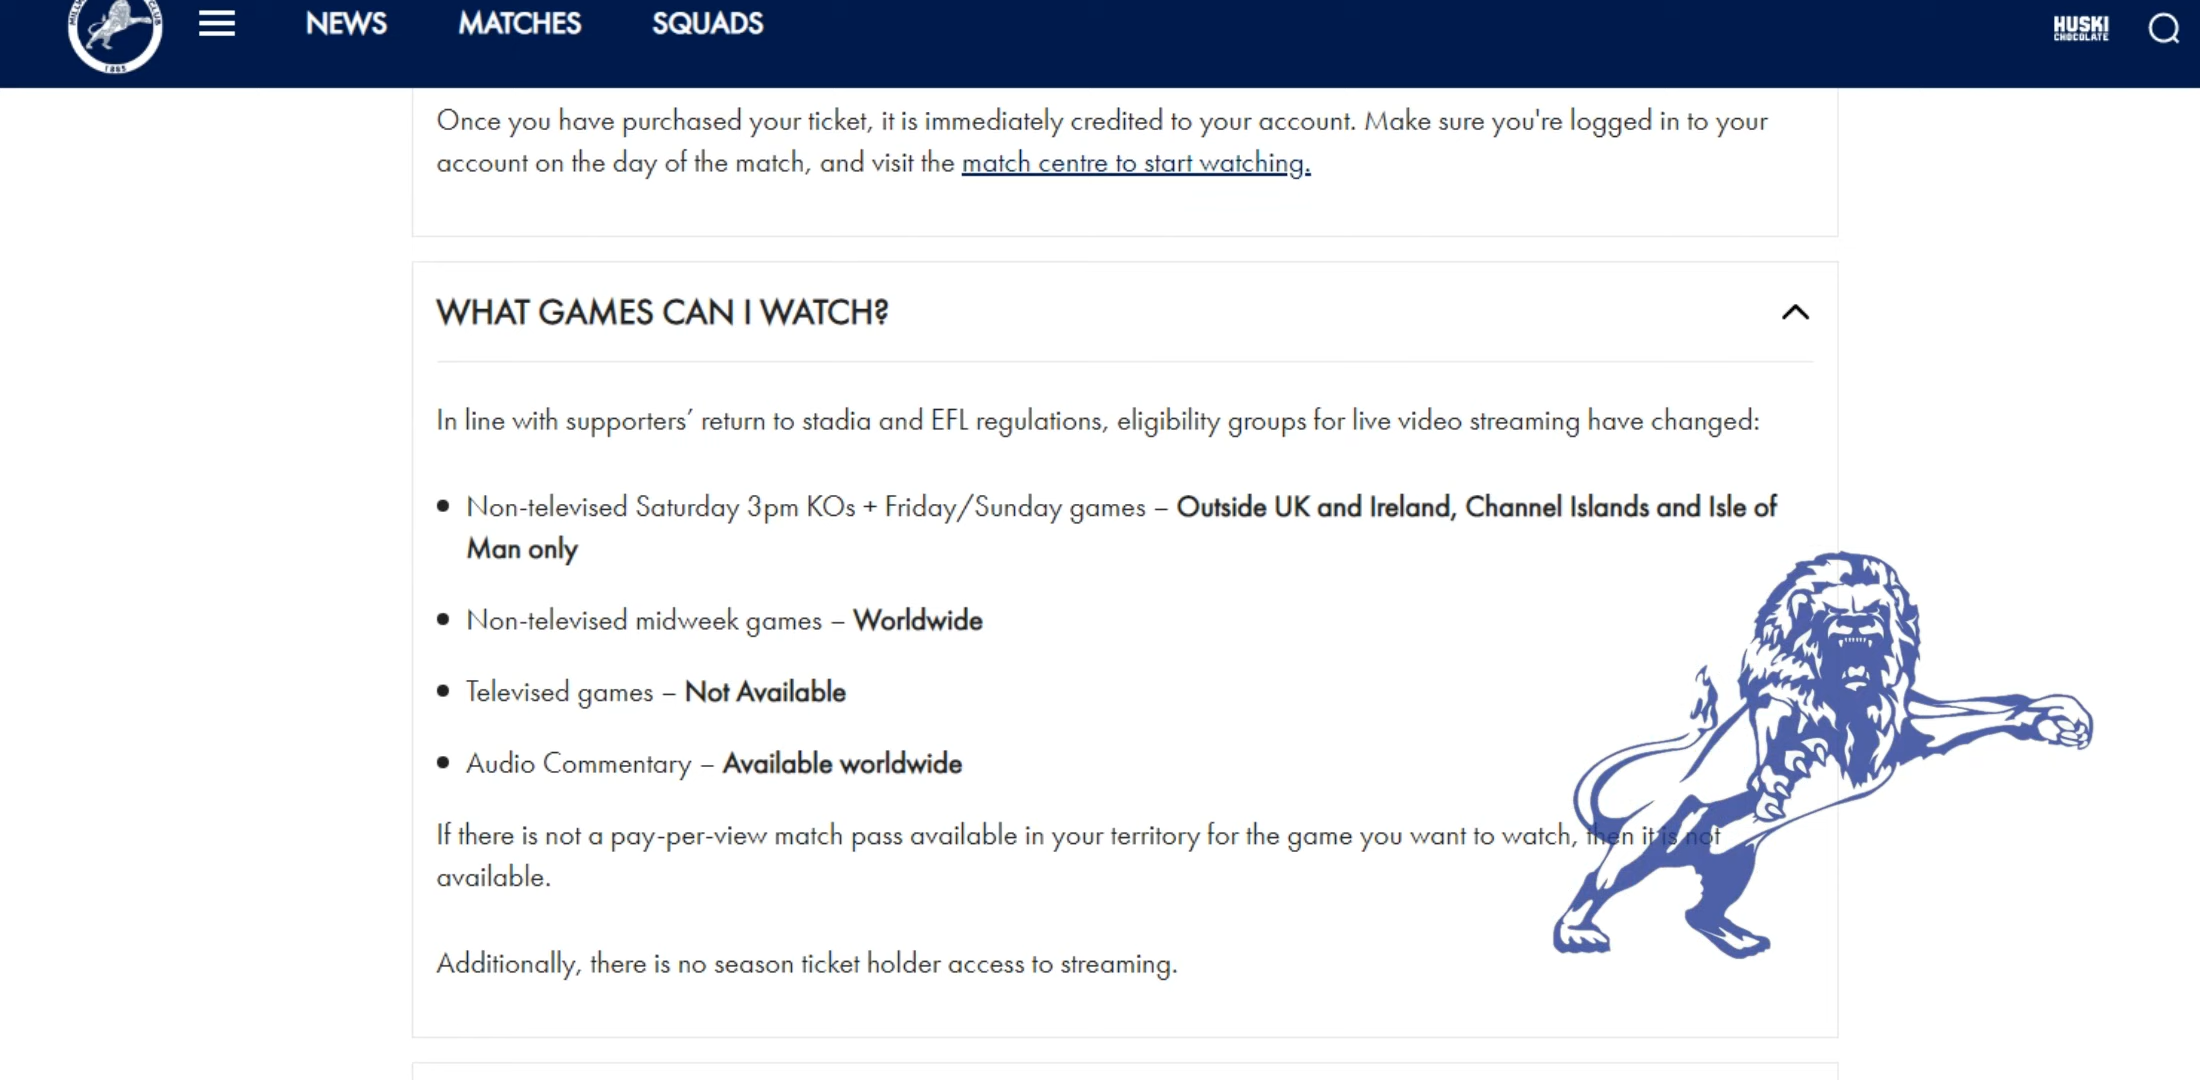 NEWS MATCHES SQUADS
HUSKI
CHOCOLATE
1885
Once you have purchased your ticket, it is immediately credited to your account. Make sure you're logged in to your
account on the day of the match, and visit the match centre to start watching.
WHAT GAMES CAN I WATCH?
In line with supporters’ return to stadia and EFL regulations, eligibility groups for live video streaming have changed:
Non-televised Saturday 3pm KOs + Friday/Sunday games – Outside UK and Ireland, Channel Islands and Isle of
Man only
Non-televised midweek games – Worldwide
Televised games – Not Available
Audio Commentary – Available worldwide
If there is not a pay-per-view match pass available in your territory for the game you want to watch, then it is not
available.
Additionally, there is no season ticket holder access to streaming.